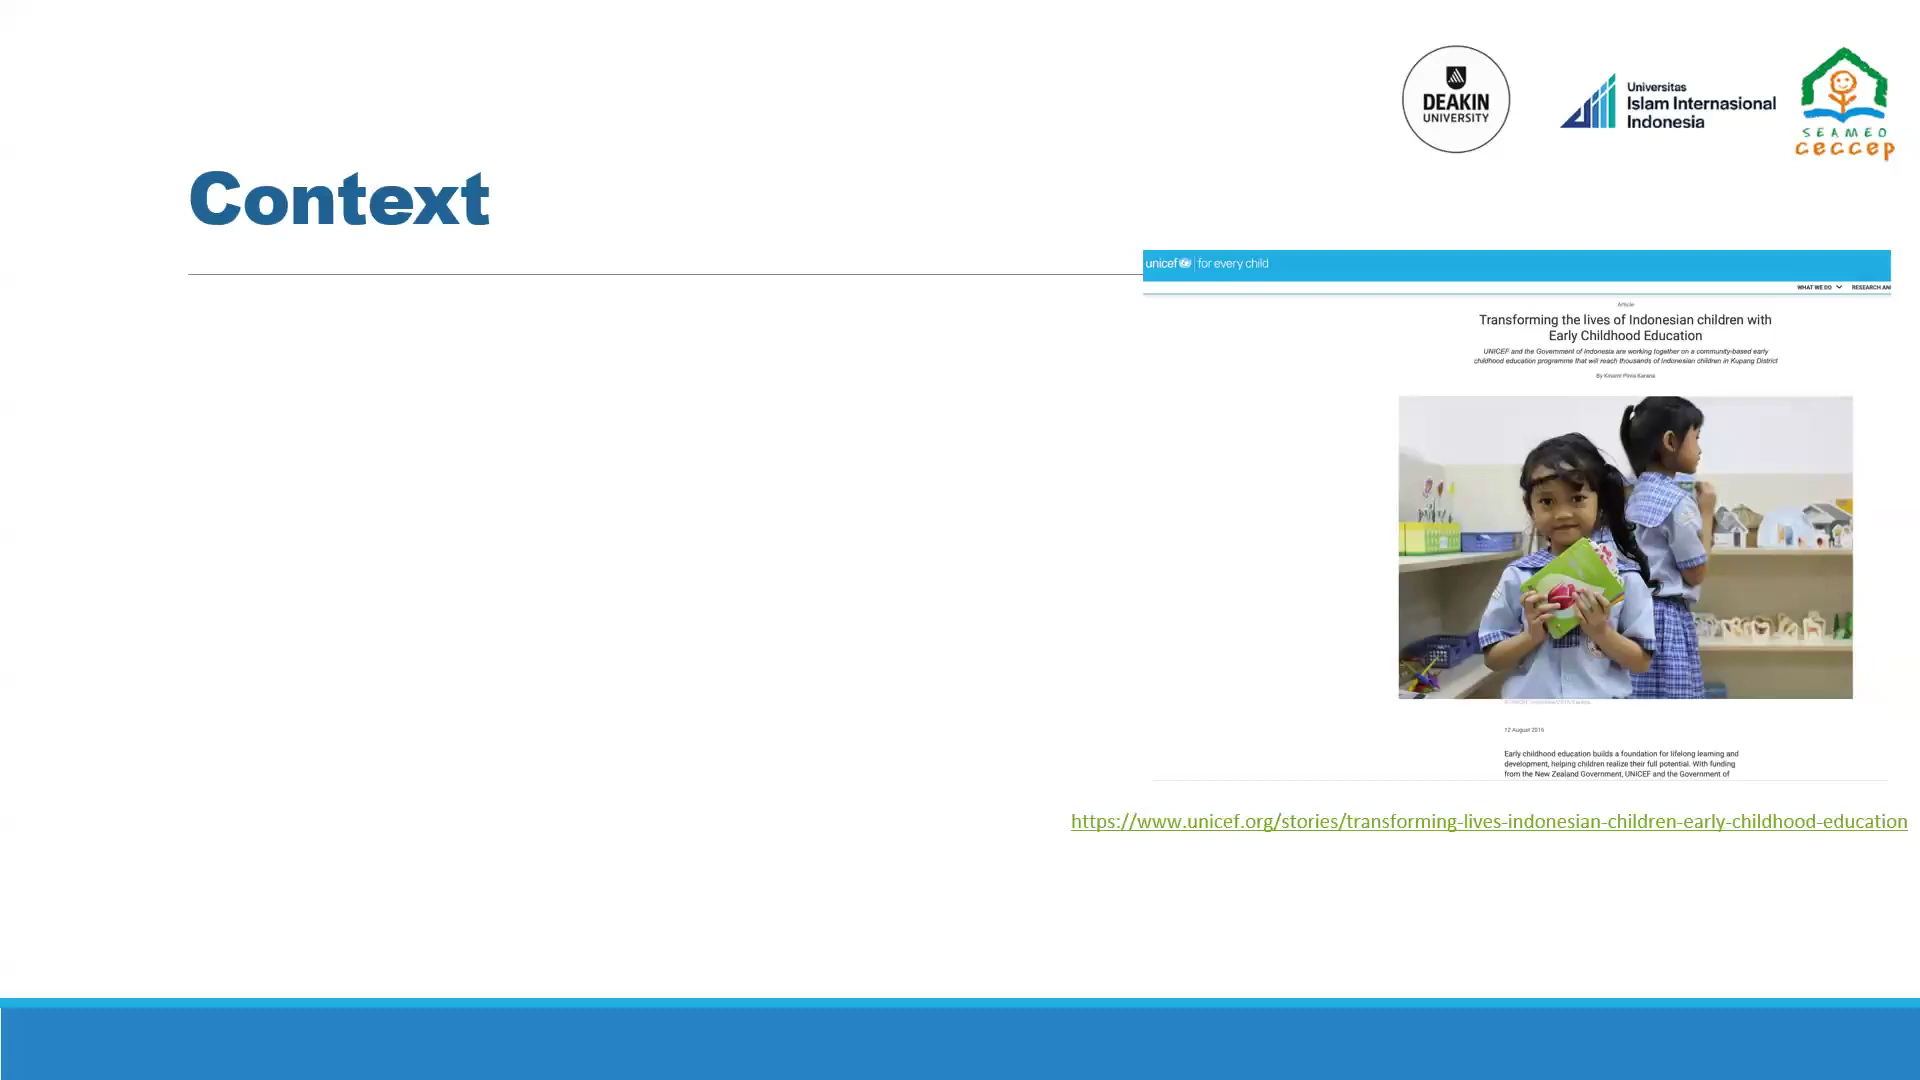 DEAKIN
UNIVERSITY
Universitas
Islam Internasional
Indonesia
SEAMEO
CECCEP
Context
unicef for every child
WHAT WE DO
RESEARCH AN
Article
Transforming the lives of Indonesian children with
Early Childhood Education
UNICEF and the Government of Indonesia are working together on a community-based early
childhood education programme that will reach thousands of Indonesian children in Kupang District
12 August 2016
Early childhood education builds a foundation for lifelong learning and
development, helping children realize their full potential. With funding
from the New Zealand Government, UNICEF and the Government of
https://www.unicef.org/stories/transforming-lives-indonesian-children-early-childhood-education